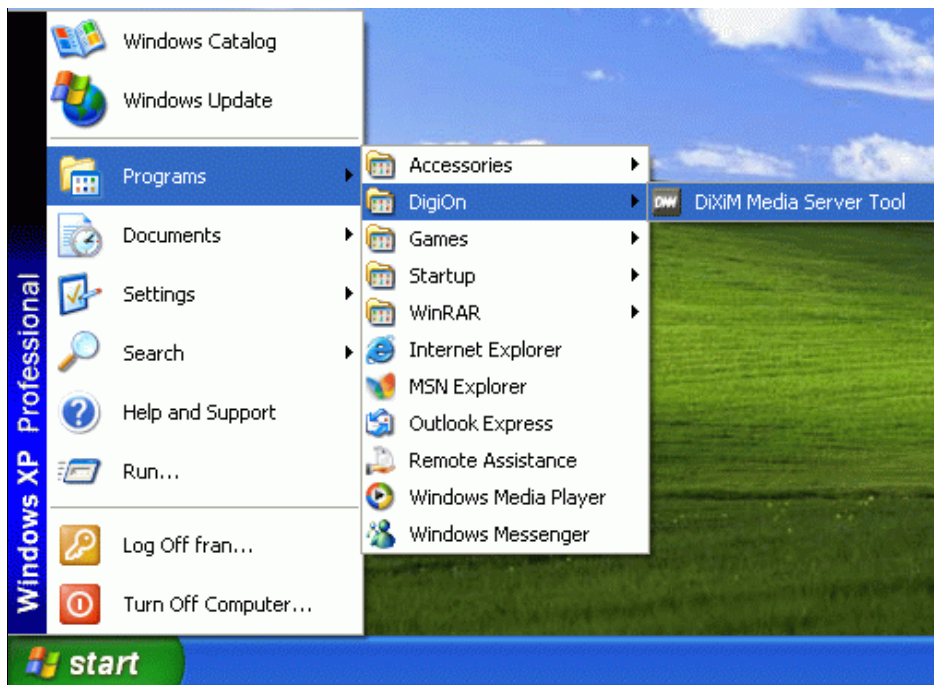 Windows Catalog
Windows Update
Programs
Documents
Settings
Search
Help and Support
Run...
Log Off fran...
Turn Off Computer...
Windows XP Professional
Accessories
DigiOn
Games
Startup
WinRAR
Internet Explorer
MSN Explorer
Outlook Express
Remote Assistance
Windows Media Player
Windows Messenger
DiXiM Media Server Tool
start